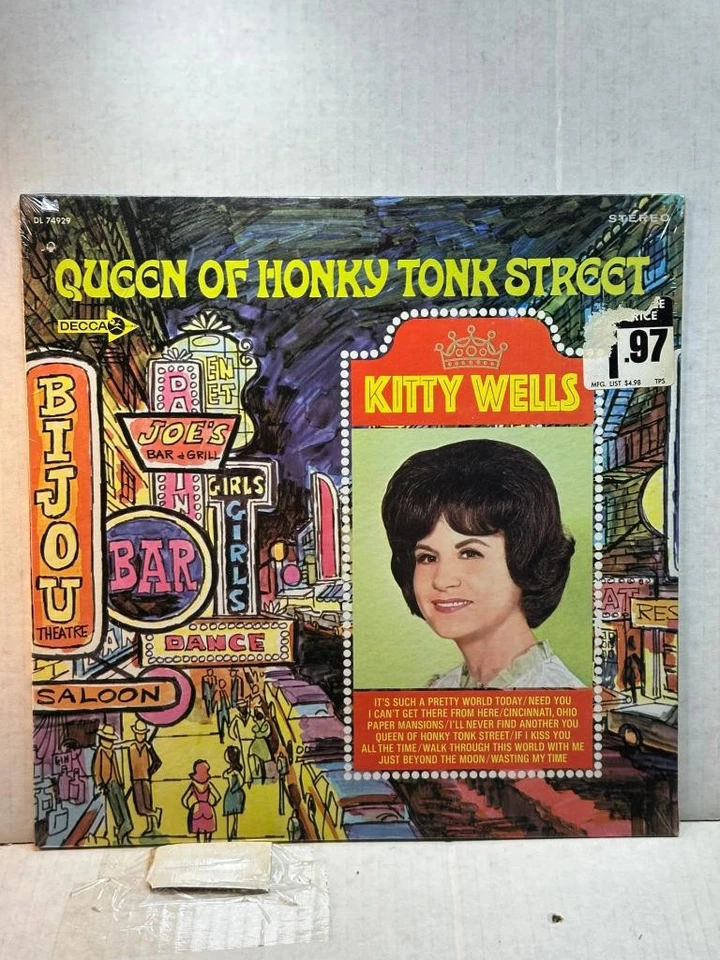 DL 74929
STEREO
QUEEN OF HONKY TONK STREET
DECCA
.97
MFG. LIST $4.98 TPS
KITTY WELLS
BIJOU
THEATRE
JOE'S
BAR & GRILL
GIRLS
GIRLS
BAR
DANCE
SALOON
GIN
RES
IT'S SUCH A PRETTY WORLD TODAY/NEED YOU
I CAN'T GET THERE FROM HERE/CINCINNATI, OHIO
PAPER MANSIONS/I'LL NEVER FIND ANOTHER YOU
QUEEN OF HONKY TONK STREET/IF I KISS YOU
ALL THE TIME/WALK THROUGH THIS WORLD WITH ME
JUST BEYOND THE MOON/WASTING MY TIME